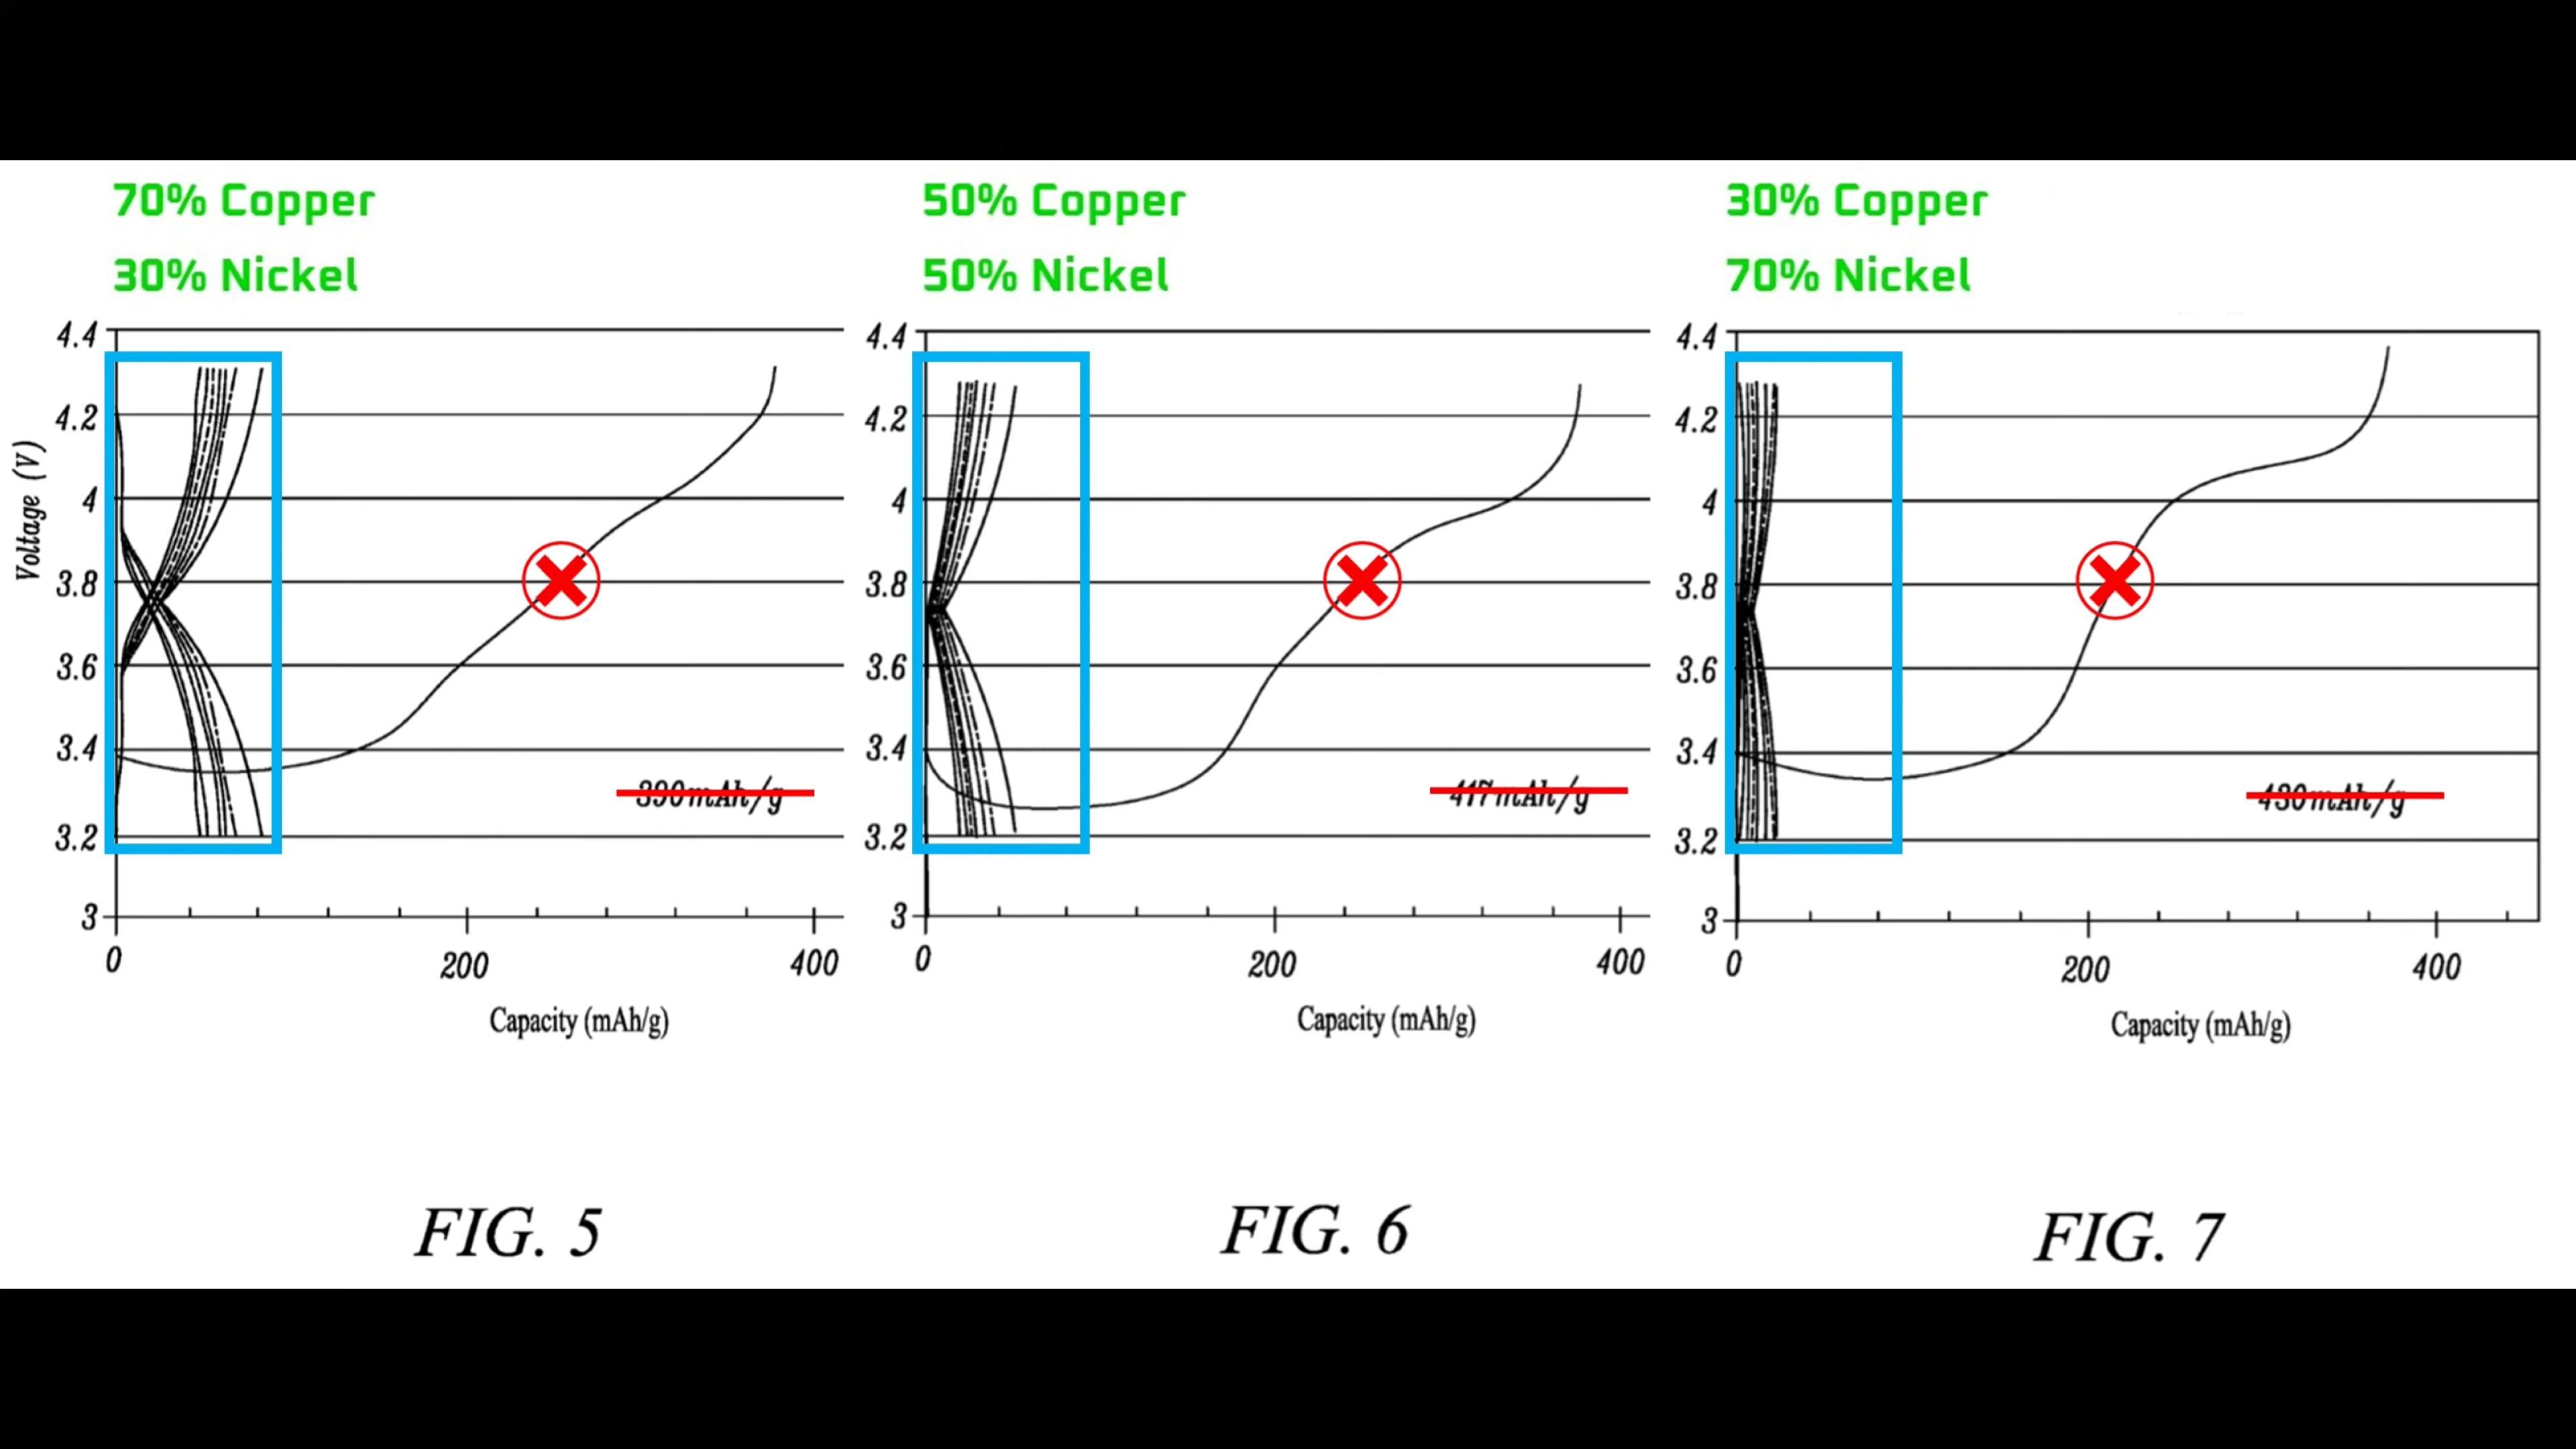 70% Copper
30% Nickel
4.4
4.2
4
3.8
3.6
3.4
3.2
3
Voltage (V)
390mAh/g
0
200
400
Capacity (mAh/g)
FIG. 5
50% Copper
50% Nickel
4.4
4.2
4
3.8
3.6
3.4
3.2
3
417mAh/g
0
200
400
Capacity (mAh/g)
FIG. 6
30% Copper
70% Nickel
4.4
4.2
4
3.8
3.6
3.4
3.2
3
430mAh/g
0
200
400
Capacity (mAh/g)
FIG. 7